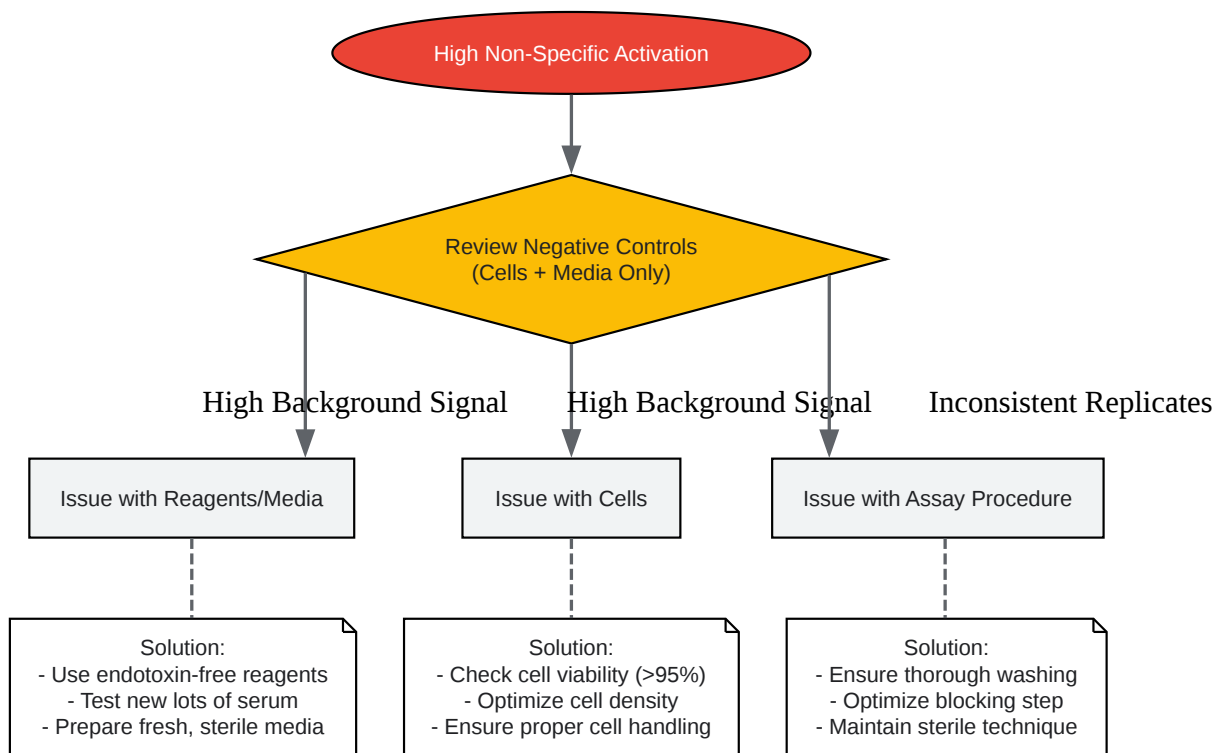 High Non-Specific Activation
Review Negative Controls
(Cells + Media Only)
High Background Signal
High Background Signal
Inconsistent Replicates
Issue with Reagents/Media
Issue with Cells
Issue with Assay Procedure
Solution:
- Use endotoxin-free reagents
- Test new lots of serum
- Prepare fresh, sterile media
Solution:
- Check cell viability (>95%)
- Optimize cell density
- Ensure proper cell handling
Solution:
- Ensure thorough washing
- Optimize blocking step
- Maintain sterile technique